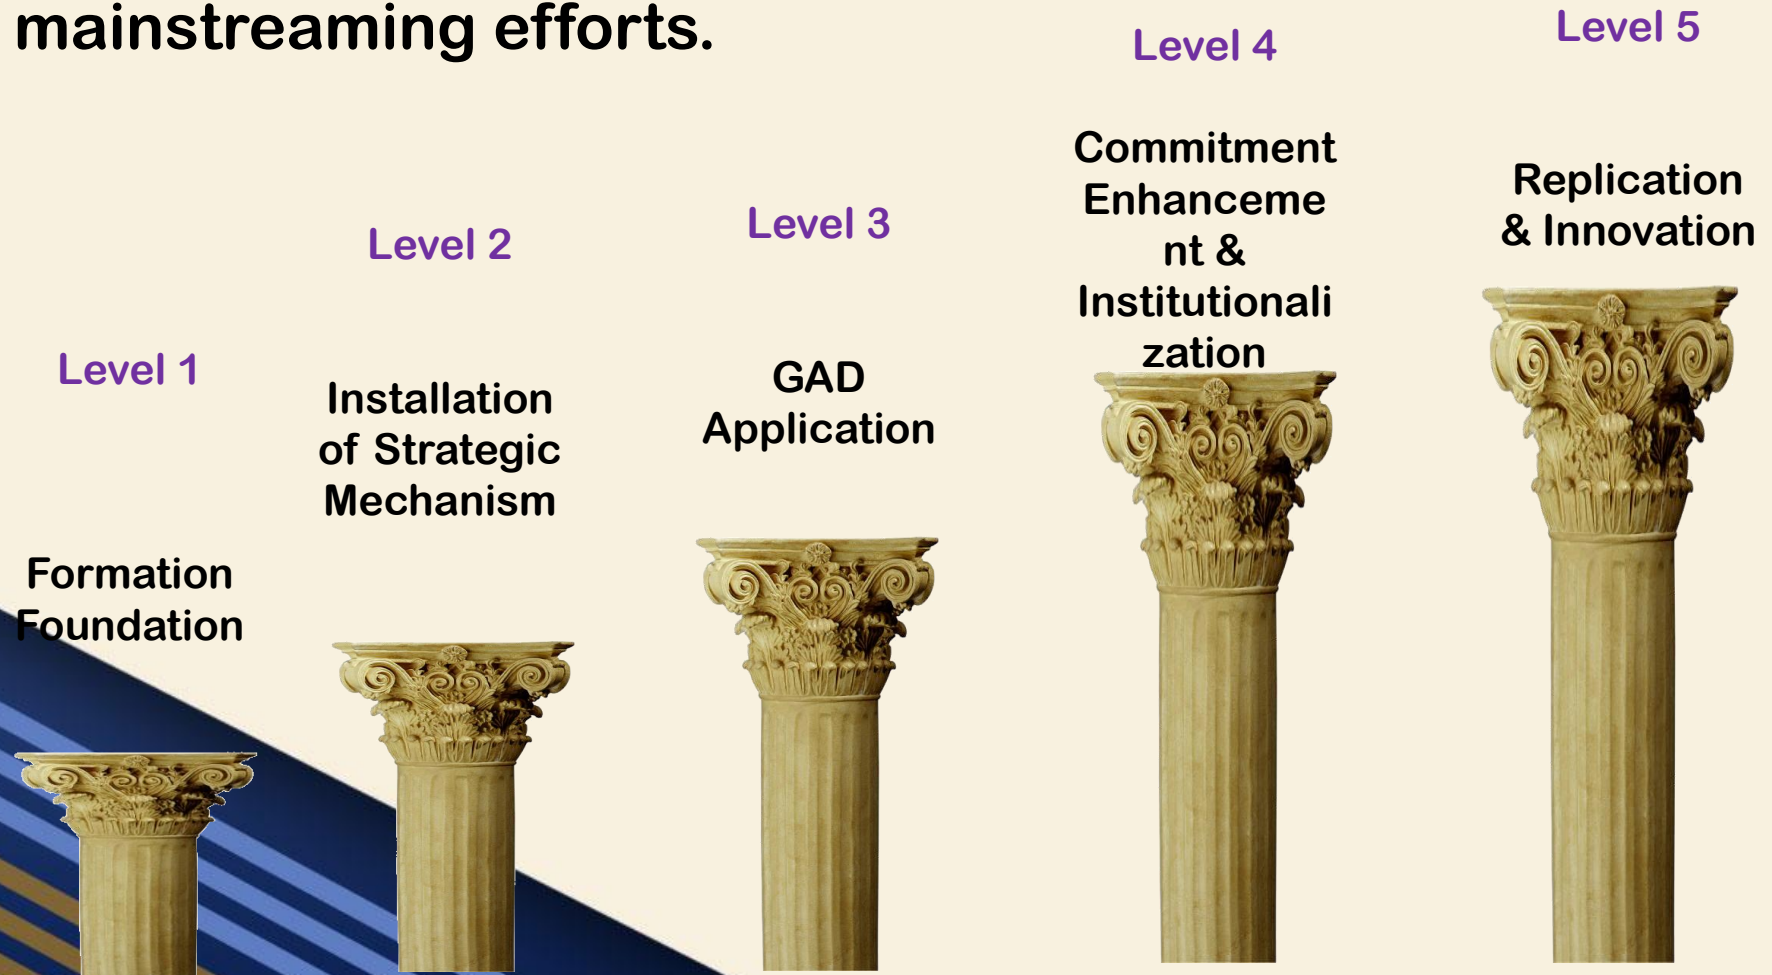 mainstreaming efforts.
Level 1
Formation
Foundation
Level 2
Installation
of Strategic
Mechanism
Level 3
GAD
Application
Level 4
Commitment
Enhanceme
nt &
Institutionali
zation
Level 5
Replication
& Innovation